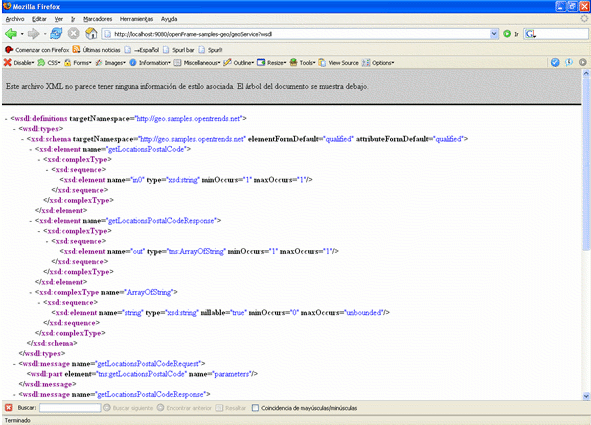 Mozilla Firefox
Archivo Editar Ver Ir Marcadores Herramientas Ayuda
http://localhost:9080/openFrame-samples-geo/geoService?wsdl Ir
Comenzar con Firefox Últimas noticias →Español Spurl bar Spurl!
Disable CSS Forms Images Information Miscellaneous Outline Resize Tools View Source Options
Este archivo XML no parece tener ninguna información de estilo asociada. El árbol del documento se muestra debajo.
- <wsdl:definitions targetNamespace="http://geo.samples.opentrends.net">
- <wsdl:types>
- <xsd:schema targetNamespace="http://geo.samples.opentrends.net" elementFormDefault="qualified" attributeFormDefault="qualified">
- <xsd:element name="getLocationsPostalCode">
- <xsd:complexType>
- <xsd:sequence>
<xsd:element name="in0" type="xsd:string" minOccurs="1" maxOccurs="1"/>
</xsd:sequence>
</xsd:complexType>
</xsd:element>
- <xsd:element name="getLocationsPostalCodeResponse">
- <xsd:complexType>
- <xsd:sequence>
<xsd:element name="out" type="tns:ArrayOfString" minOccurs="1" maxOccurs="1"/>
</xsd:sequence>
</xsd:complexType>
</xsd:element>
- <xsd:complexType name="ArrayOfString">
- <xsd:sequence>
<xsd:element name="string" type="xsd:string" nillable="true" minOccurs="0" maxOccurs="unbounded"/>
</xsd:sequence>
</xsd:complexType>
</xsd:schema>
</wsdl:types>
- <wsdl:message name="getLocationsPostalCodeRequest">
<wsdl:part element="tns:getLocationsPostalCode" name="parameters"/>
</wsdl:message>
- <wsdl:message name="getLocationsPostalCodeResponse">
Buscar: Buscar siguiente Encontrar anterior Resaltar Coincidencia de mayúsculas/minúsculas
Terminado